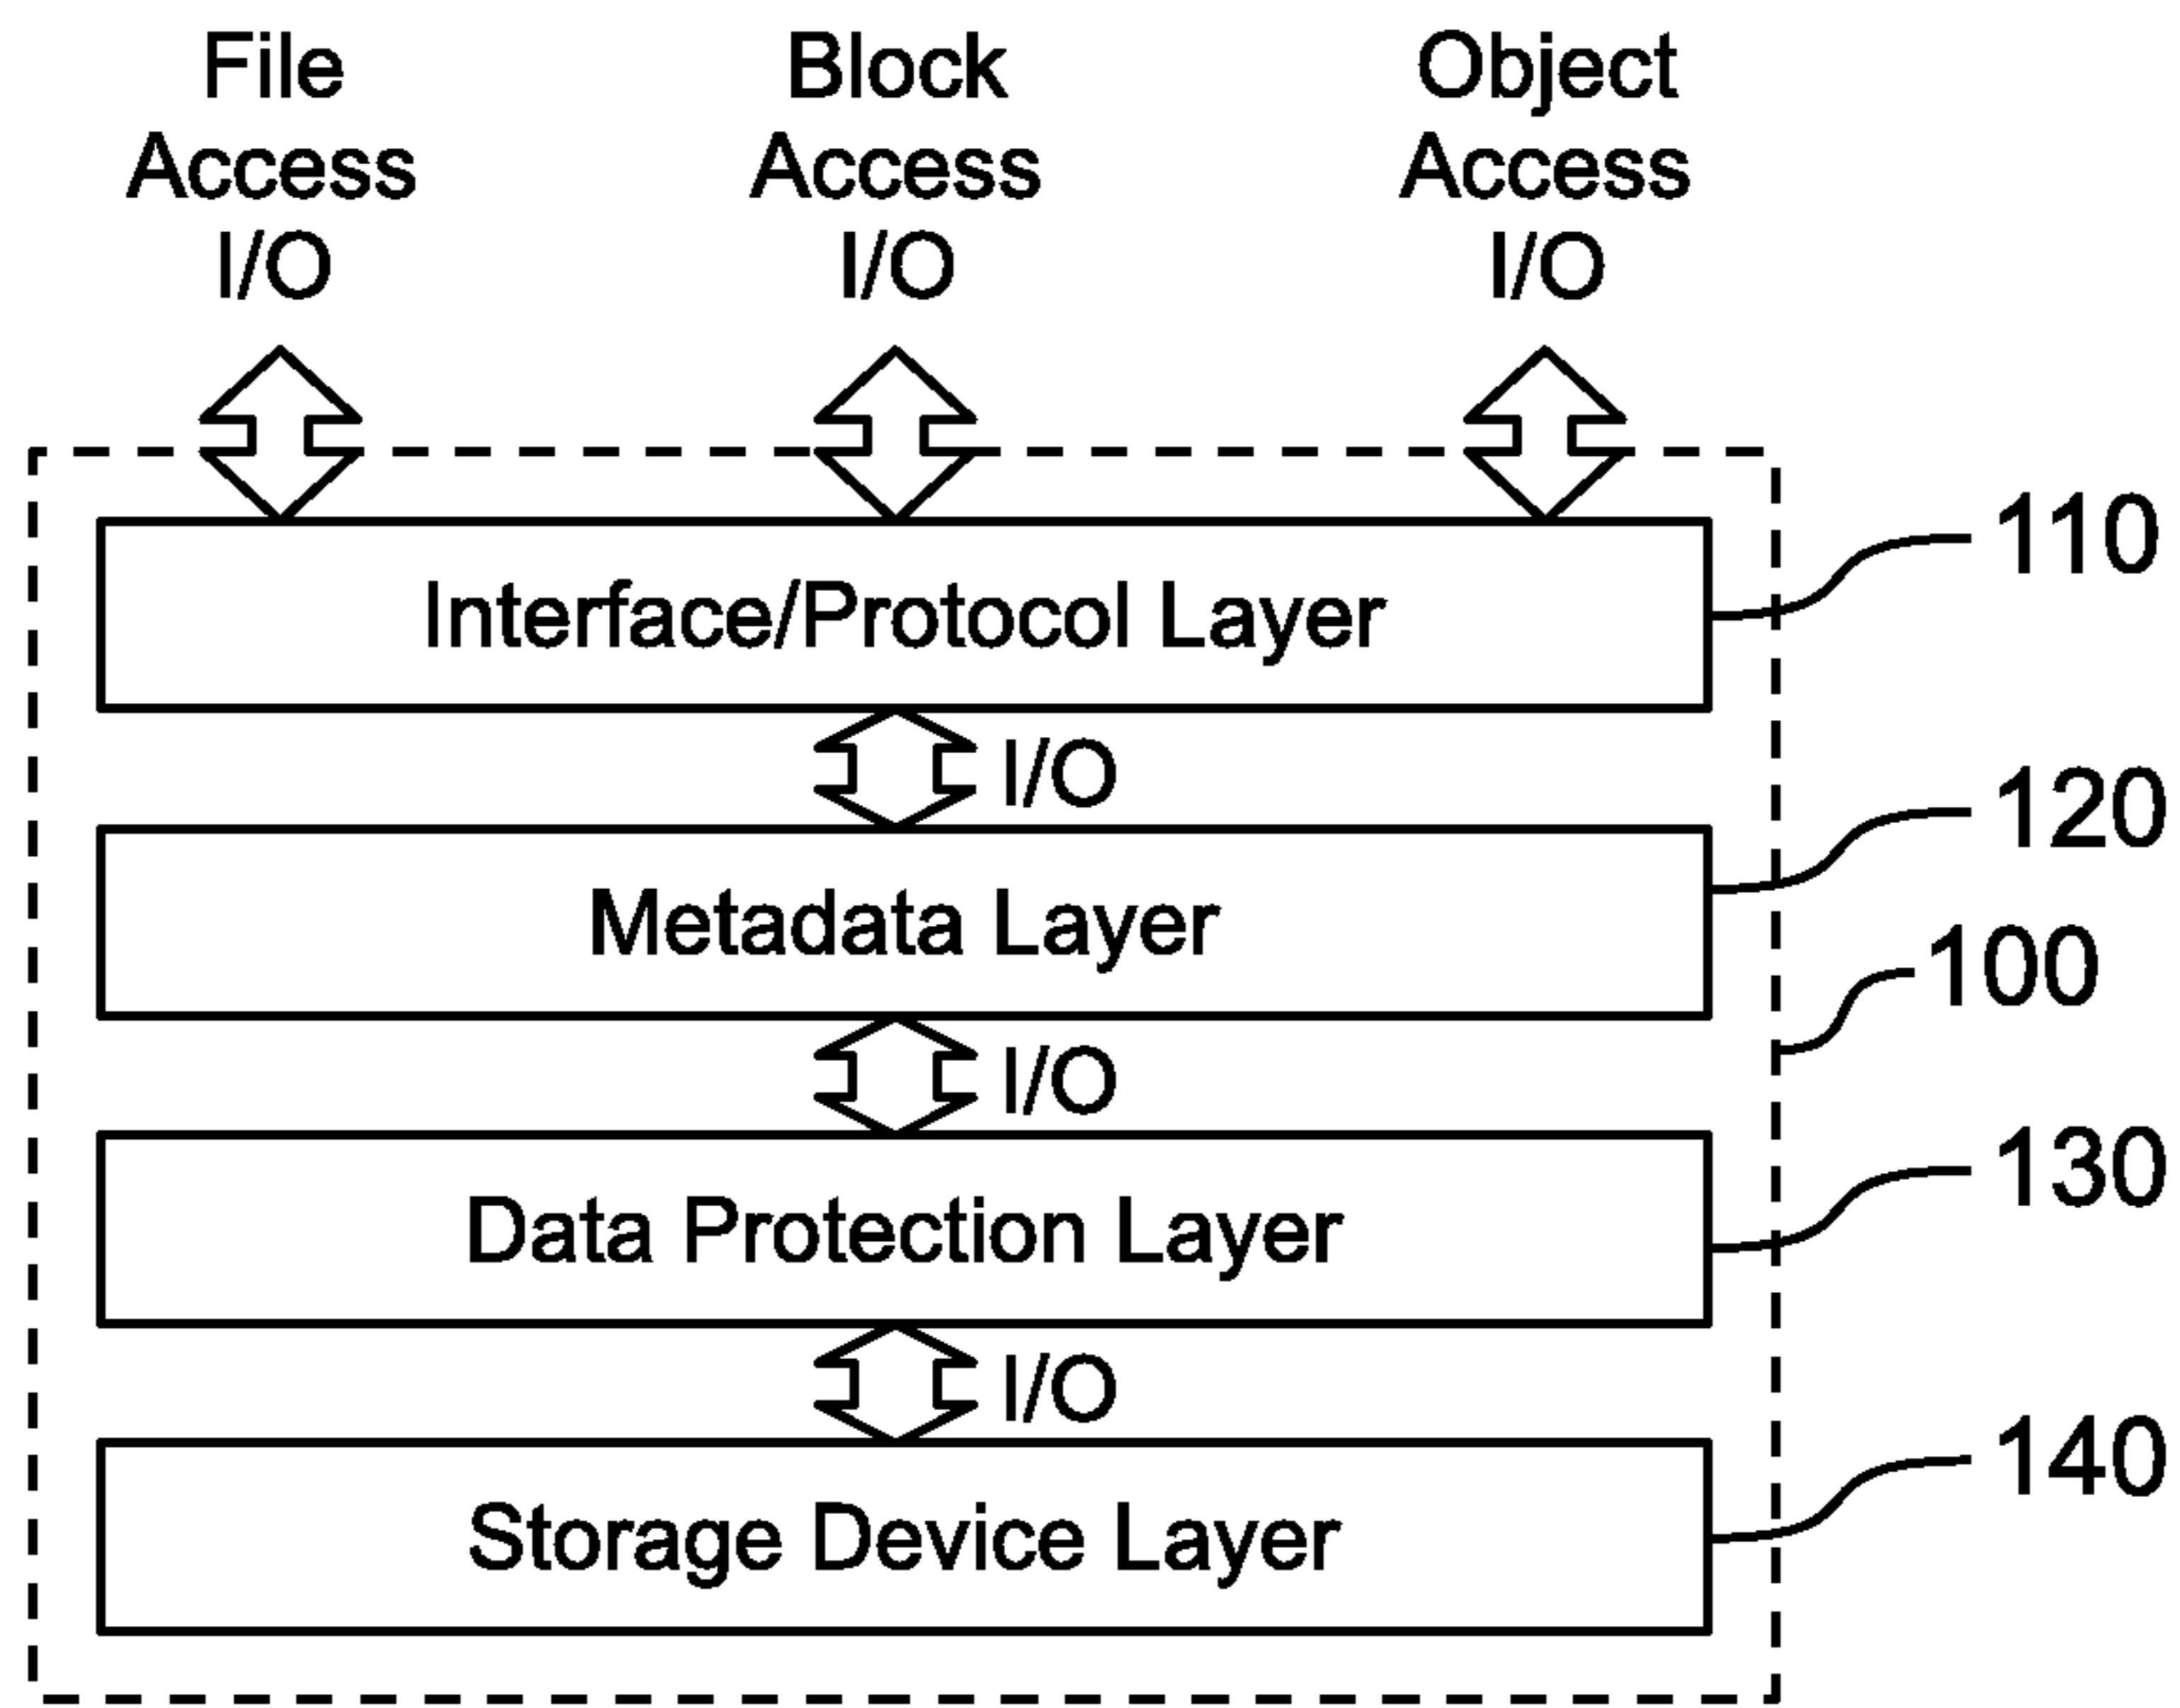 File
Access
I/O
Block
Access
I/O
Object
Access
I/O
Interface/Protocol Layer
110
I/O
120
Metadata Layer
100
I/O
130
Data Protection Layer
I/O
140
Storage Device Layer